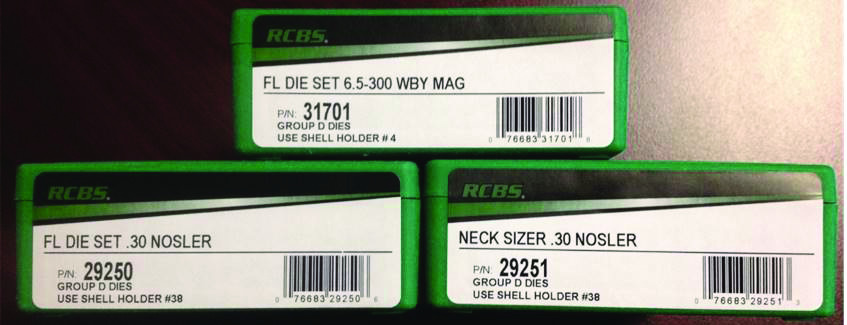 RCBS.
FL DIE SET 6.5-300 WBY MAG
P/N: 31701
GROUP D DIES
USE SHELL HOLDER #4
0 76683 31701 6
RCBS.
FL DIE SET .30 NOSLER
P/N: 29250
GROUP D DIES
USE SHELL HOLDER #38
0 76683 29250 6
RCBS.
NECK SIZER .30 NOSLER
P/N: 29251
GROUP D DIES
USE SHELL HOLDER #38
0 76683 29251 3